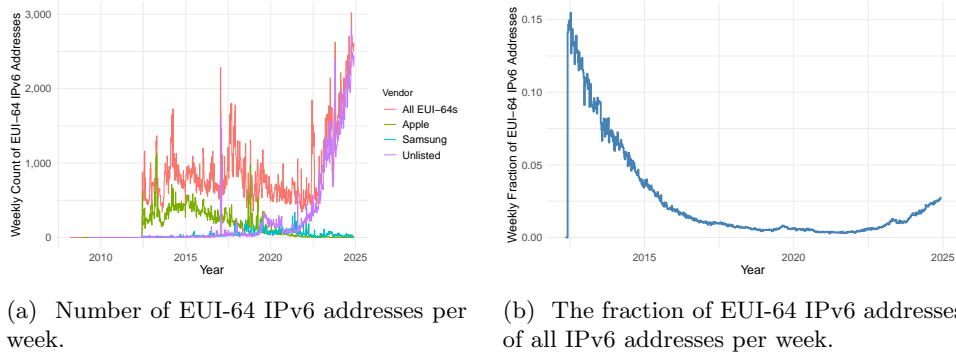 3,000
2,000
1,000
0
Weekly Count of EUI−64 IPv6 Addresses
2010
2015
2020
2025
Year
Vendor
All EUI−64s
Apple
Samsung
Unlisted
0.15
0.10
0.05
0.00
Weekly Fraction of EUI−64 IPv6 Addresses
2015
2020
2025
Year
(a) Number of EUI-64 IPv6 addresses per
week.
(b) The fraction of EUI-64 IPv6 addresses
of all IPv6 addresses per week.